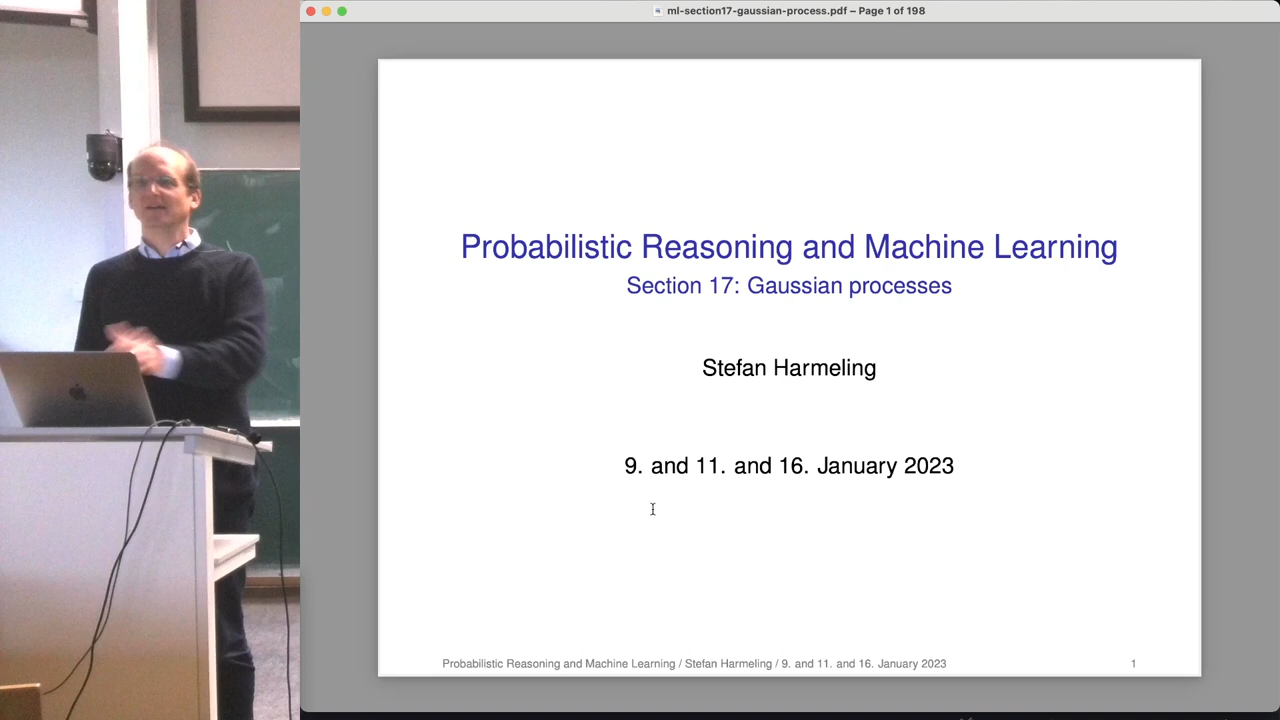 ml-section17-gaussian-process.pdf – Page 1 of 198
Probabilistic Reasoning and Machine Learning
Section 17: Gaussian processes
Stefan Harmeling
9. and 11. and 16. January 2023
Probabilistic Reasoning and Machine Learning / Stefan Harmeling / 9. and 11. and 16. January 2023 1